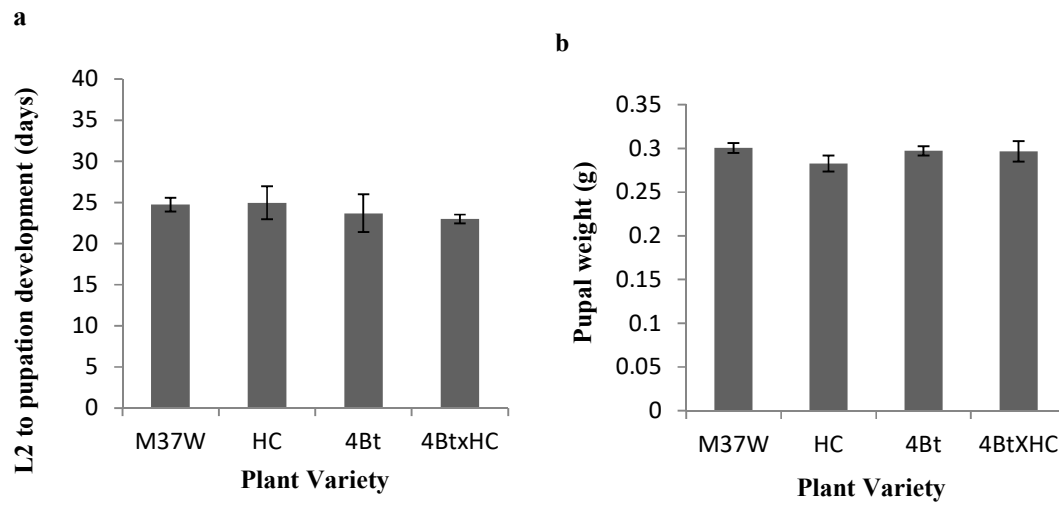 a
L2 to pupation development (days)
40
35
30
25
20
15
10
5
0
M37W HC 4Bt 4BtxHC
Plant Variety
b
Pupal weight (g)
0.35
0.3
0.25
0.2
0.15
0.1
0.05
0
M37W HC 4Bt 4BtXHC
Plant Variety